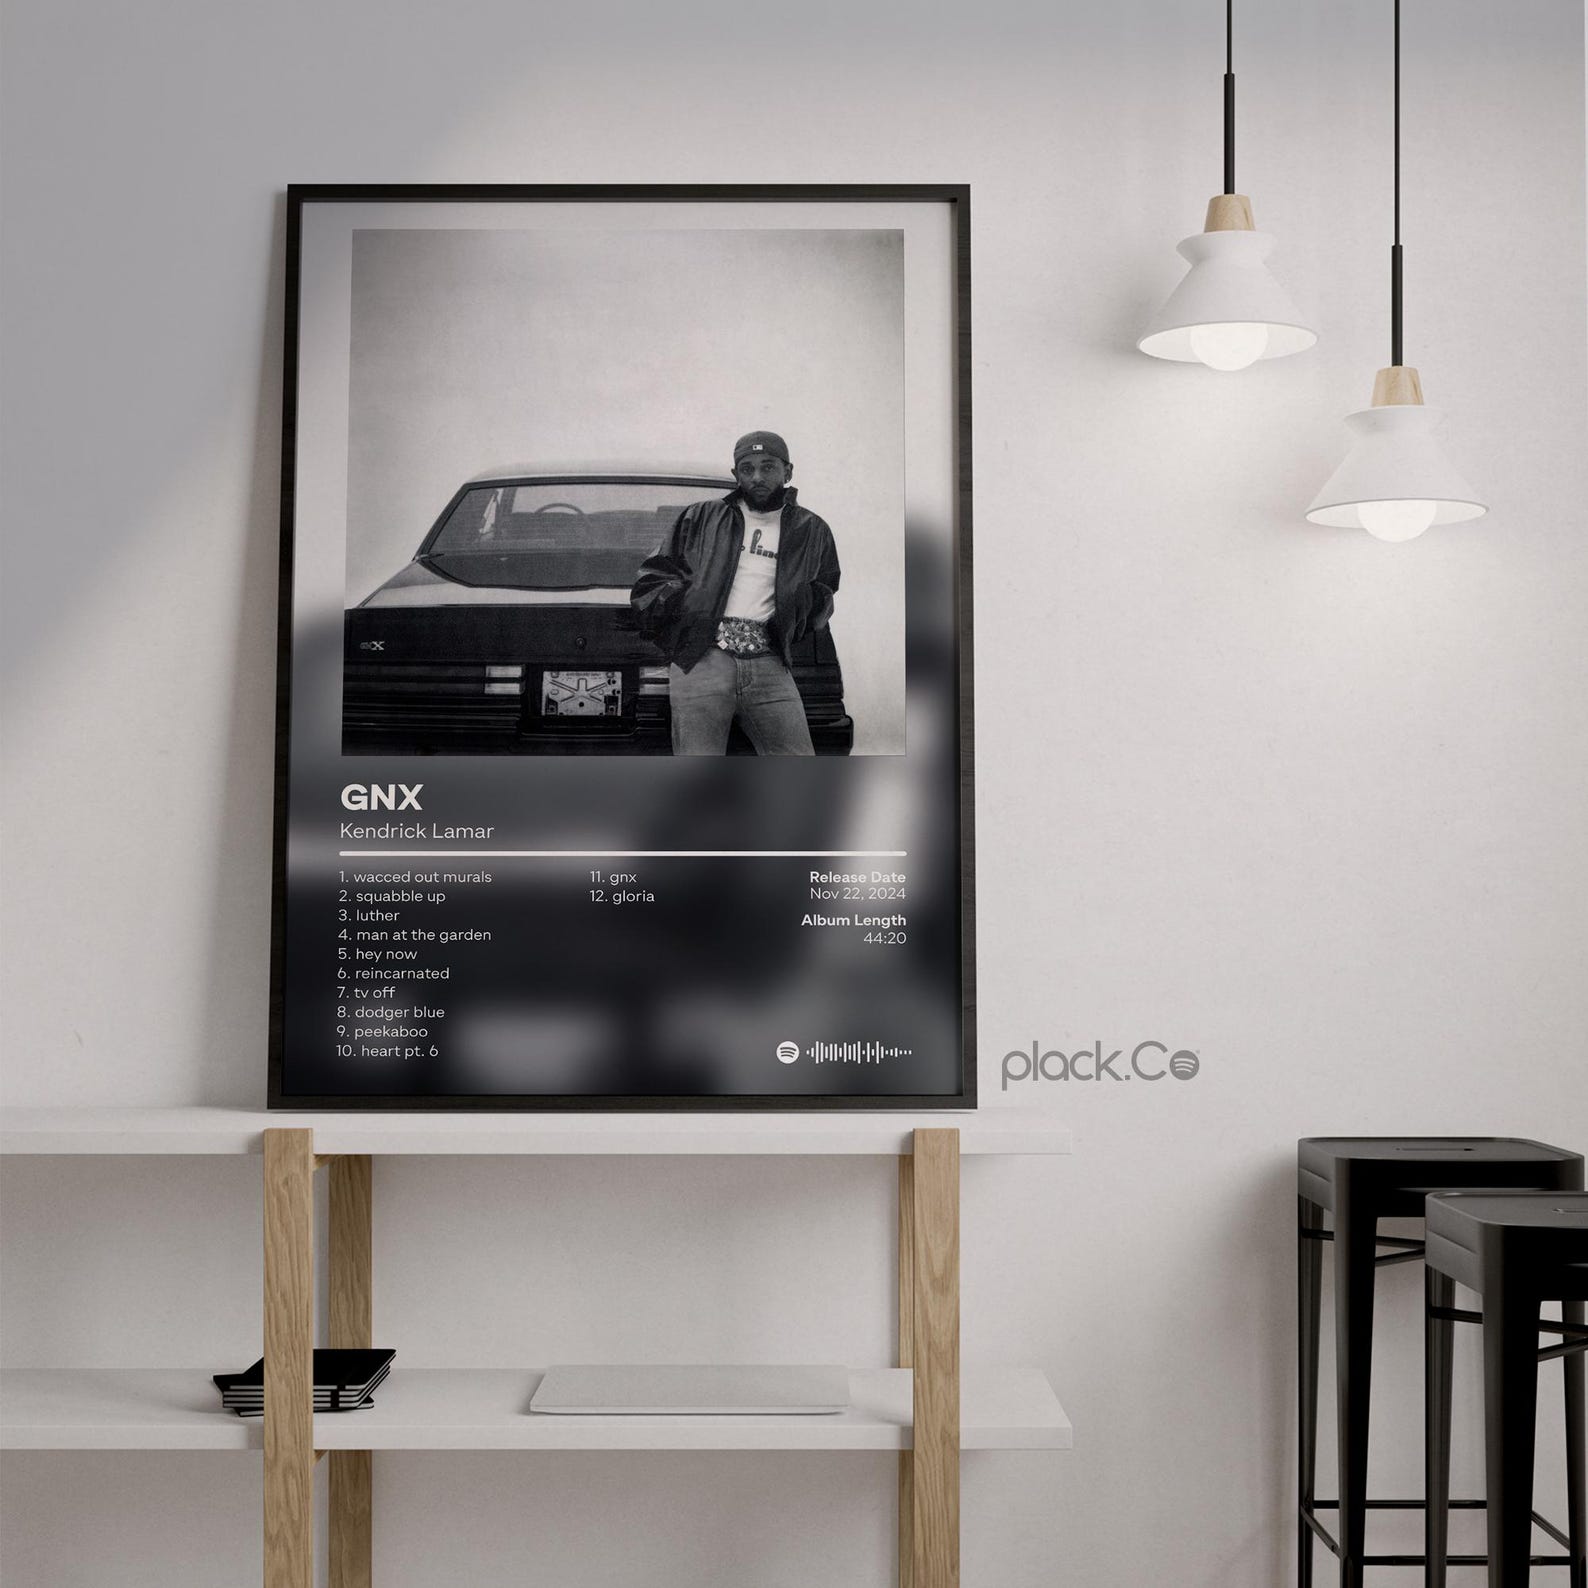 line
GNX
GNX
Kendrick Lamar
1. wacced out murals
2. squabble up
3. luther
4. man at the garden
5. hey now
6. reincarnated
7. tv off
8. dodger blue
9. peekaboo
10. heart pt. 6
11. gnx
12. gloria
Release Date
Nov 22, 2024
Album Length
44:20
plack.Co